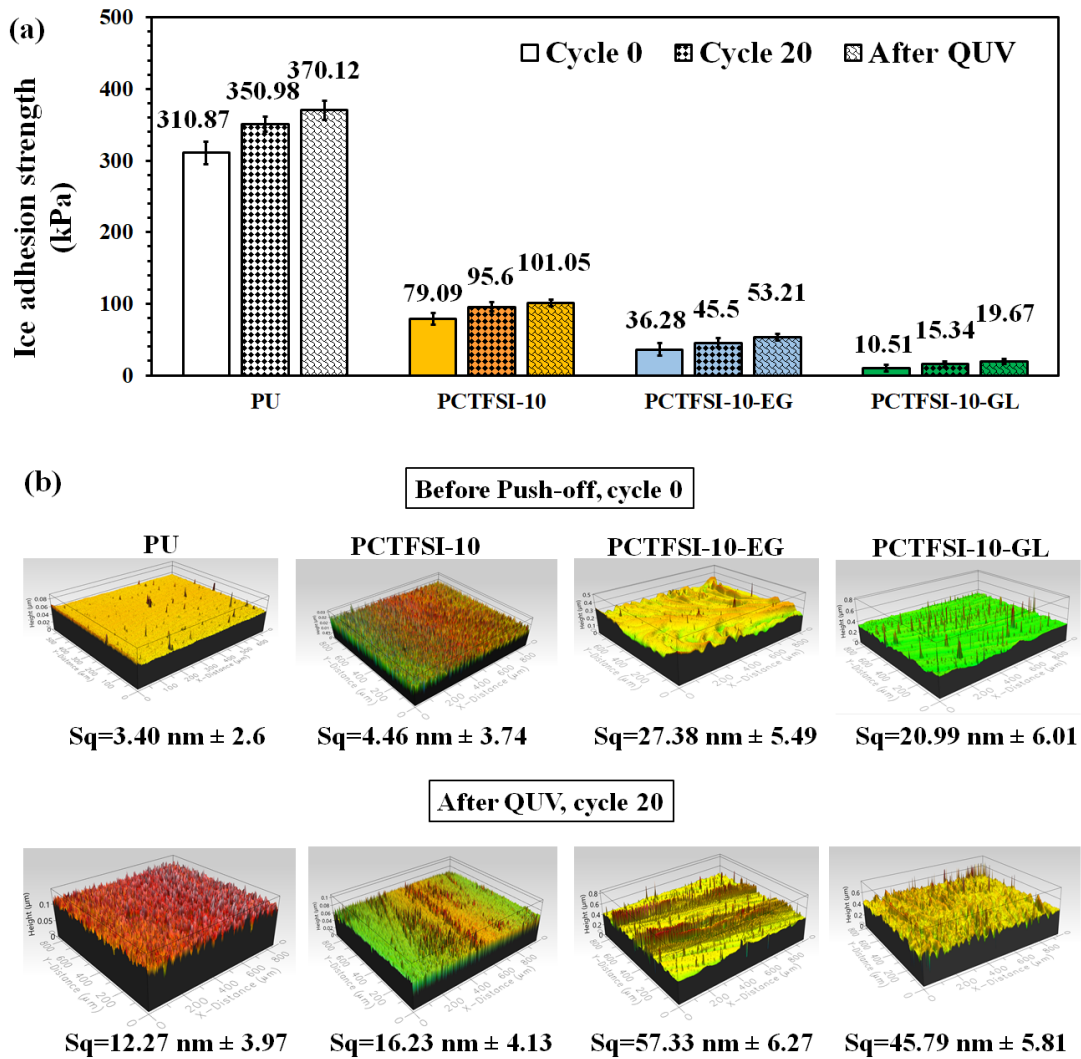 (a)
500
400
300
200
100
0
Ice adhesion strength
(kPa)
Cycle 0
Cycle 20
After QUV
310.87
350.98
370.12
79.09
95.6
101.05
36.28
45.5
53.21
10.51
15.34
19.67
PU
PCTFSI-10
PCTFSI-10-EG
PCTFSI-10-GL
(b)
Before Push-off, cycle 0
PU
PCTFSI-10
PCTFSI-10-EG
PCTFSI-10-GL
Sq=3.40 nm ± 2.6
Sq=4.46 nm ± 3.74
Sq=27.38 nm ± 5.49
Sq=20.99 nm ± 6.01
After QUV, cycle 20
Sq=12.27 nm ± 3.97
Sq=16.23 nm ± 4.13
Sq=57.33 nm ± 6.27
Sq=45.79 nm ± 5.81